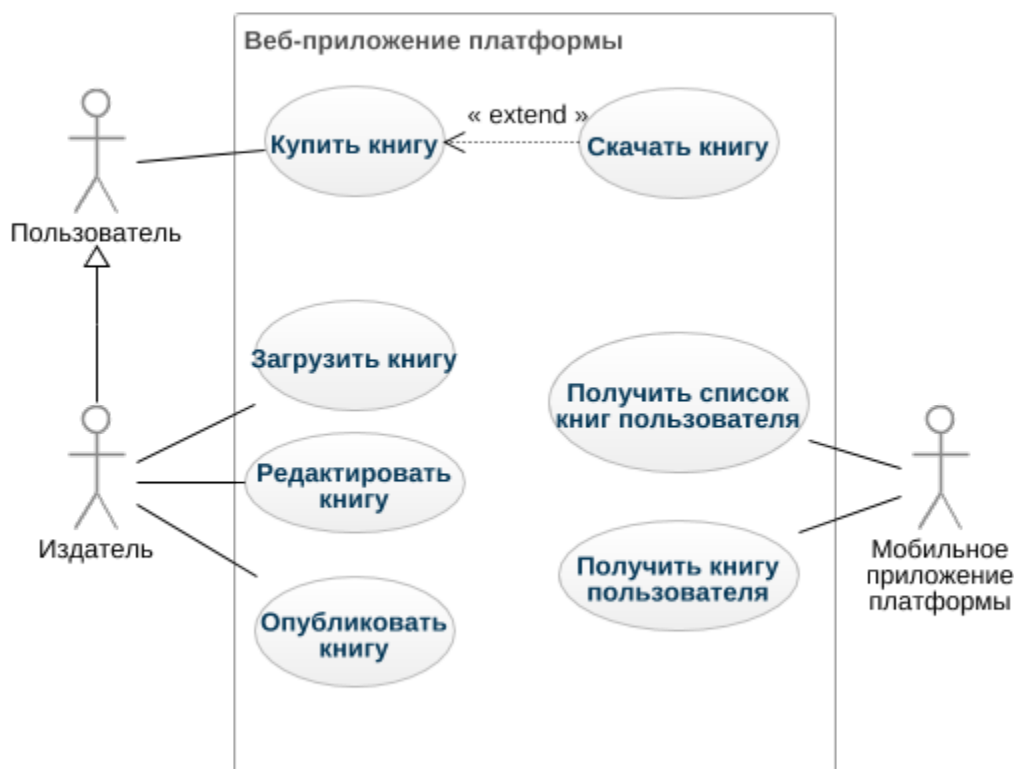 Веб-приложение платформы
« extend »
Купить книгу
Скачать книгу
Пользователь
Загрузить книгу
Получить список
книг пользователя
Редактировать
книгу
Издатель
Мобильное
приложение
платформы
Получить книгу
пользователя
Опубликовать
книгу